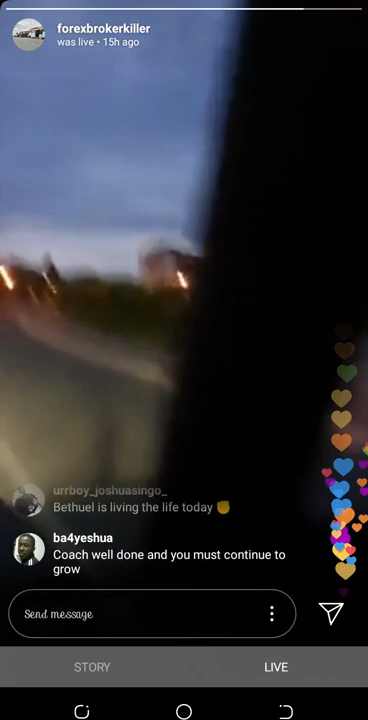 forexbrokerkiller
was live • 15h ago
urrboy_joshuasingo_
Bethuel is living the life today ✊
ba4yeshua
Coach well done and you must continue to
grow
Send message
STORY
LIVE